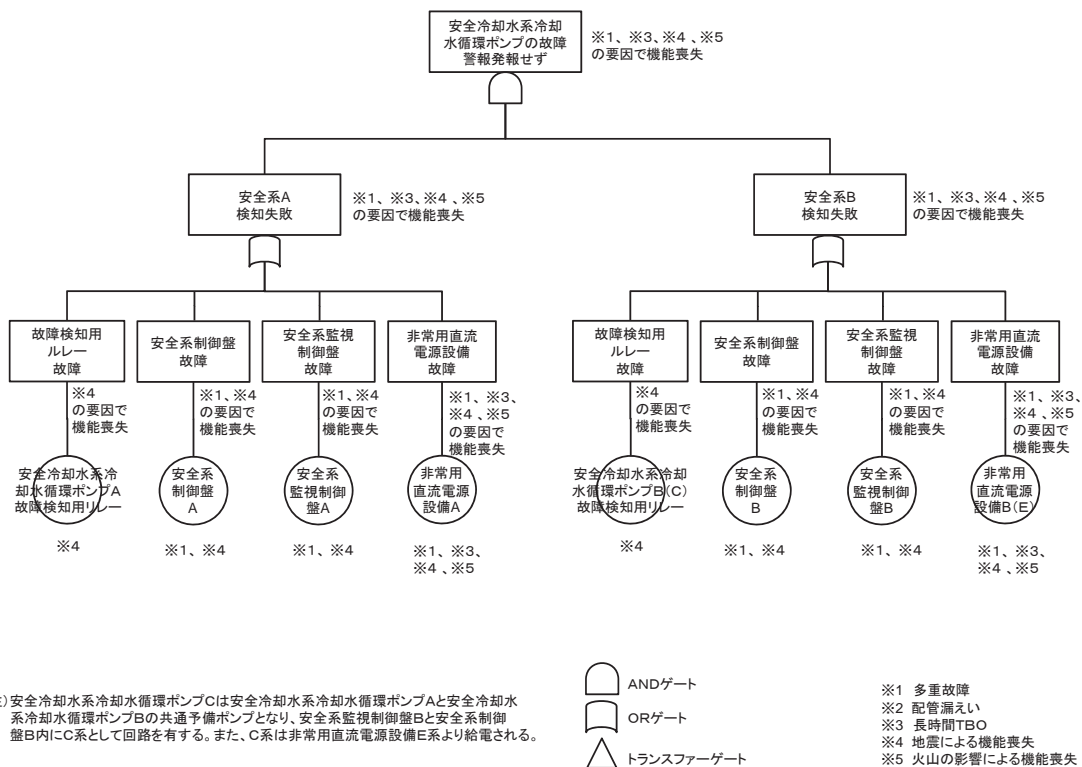 安全冷却水系冷却
水循環ポンプの故障
警報発報せず
※1、※3、※4 、※5
の要因で機能喪失
安全系A
検知失敗
※1、※3、※4 、※5
の要因で機能喪失
安全系B
検知失敗
※1、※3、※4 、※5
の要因で機能喪失
故障検知用
ルレー
故障
※4
の要因で
機能喪失
安全系制御盤
故障
※1、※4
の要因で
機能喪失
安全系監視
制御盤
故障
※1、※4
の要因で
機能喪失
非常用直流
電源設備
故障
※1、※3、
※4 、※5
の要因で
機能喪失
故障検知用
ルレー
故障
※4
の要因で
機能喪失
安全系制御盤
故障
※1、※4
の要因で
機能喪失
安全系監視
制御盤
故障
※1、※4
の要因で
機能喪失
非常用直流
電源設備
故障
※1、※3、
※4 、※5
の要因で
機能喪失
安全冷却水系冷
却水循環ポンプA
故障検知用リレー
※4
安全系
制御盤
A
※1、※4
安全系
監視制御
盤A
※1、※4
非常用
直流電源
設備A
※1、※3、
※4 、※5
安全冷却水系冷却
水循環ポンプB(C)
故障検知用リレー
※4
安全系
制御盤
B
※1、※4
安全系
監視制御
盤B
※1、※4
非常用
直流電源
設備B(E)
※1、※3、
※4 、※5
)安全冷却水系冷却水循環ポンプCは安全冷却水系冷却水循環ポンプAと安全冷却水
系冷却水循環ポンプBの共通予備ポンプとなり、安全系監視制御盤Bと安全系制御
盤B内にC系として回路を有する。また、C系は非常用直流電源設備E系より給電される。
ANDゲート
ORゲート
トランスファーゲート
※1 多重故障
※2 配管漏えい
※3 長時間TBO
※4 地震による機能喪失
※5 火山の影響による機能喪失